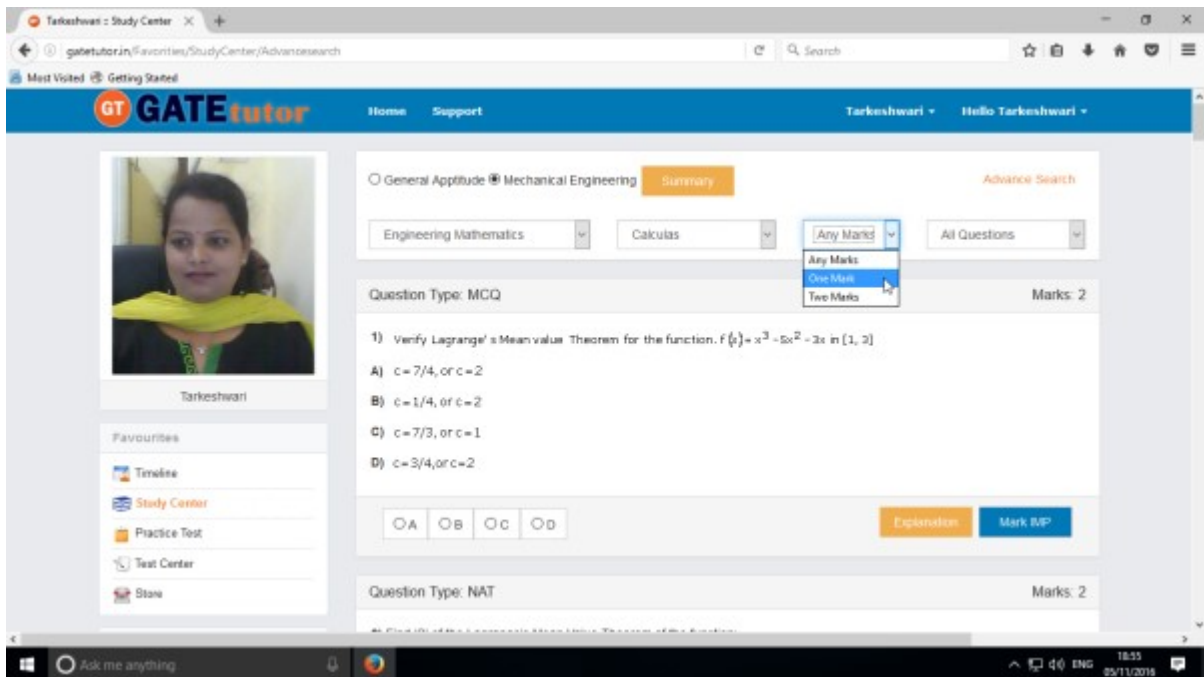 Tarkeshwari :: Study Center
gatetutor.in/Favorities/StudyCenter/Advancesearch
Search
Most Visited Getting Started
GT GATEtutor Home Support Tarkeshwari Hello Tarkeshwari
General Apptitude Mechanical Engineering Summary Advance Search
Engineering Mathematics Calculas Any Marks All Questions
Any Marks
One Mark
Two Marks
Question Type: MCQ Marks: 2
1) Verify Lagrange's Mean value Theorem for the function. f(x) = x³ - 5x² - 3x in [1, 3]
A) c = 7/4, or c = 2
B) c = 1/4, or c = 2
C) c = 7/3, or c = 1
D) c = 3/4, or c = 2
A B C D Explanation Mark IMP
Question Type: NAT Marks: 2
Tarkeshwari
Favourites
Timeline
Study Center
Practice Test
Test Center
Store
Ask me anything
ENG 18:55
05/11/2016